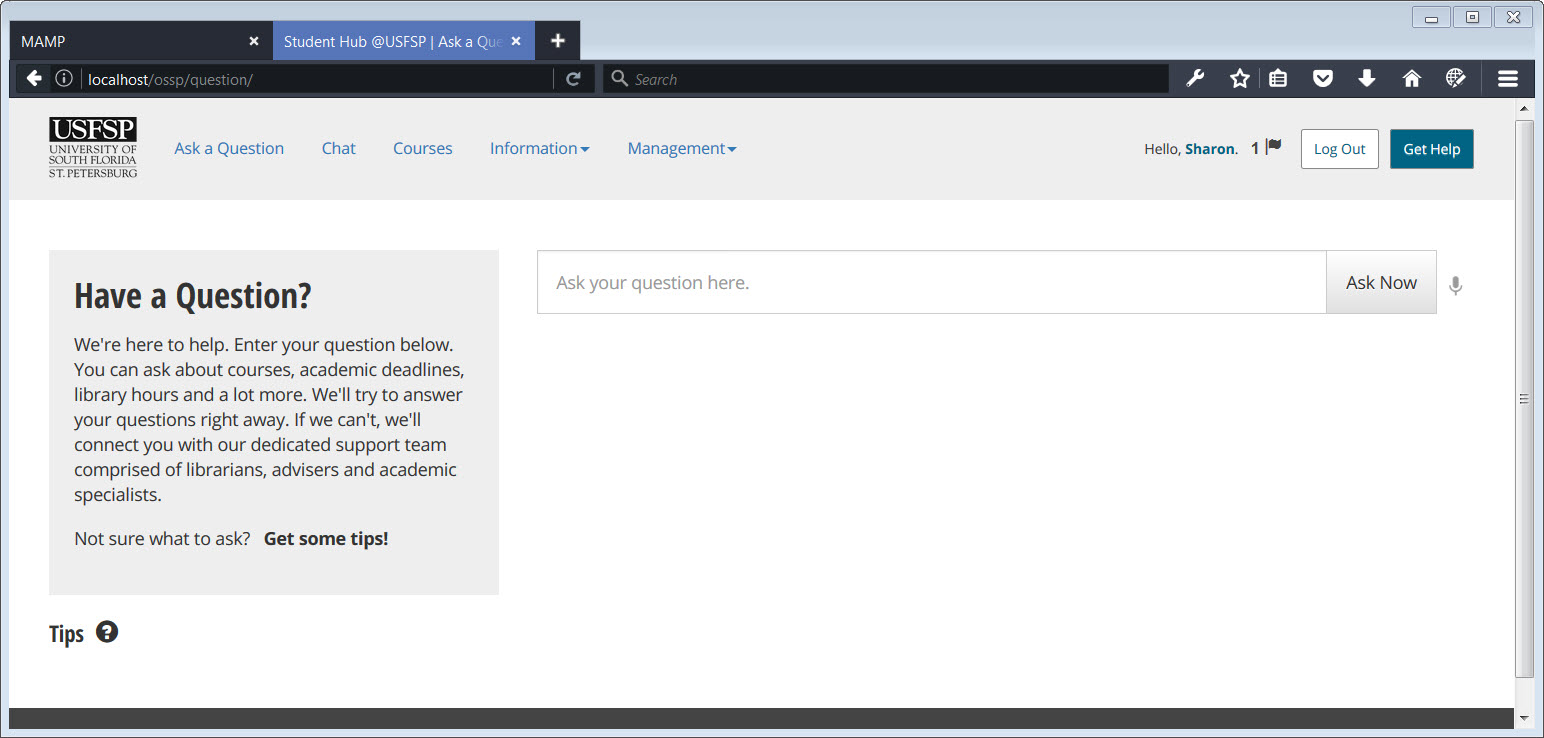 MAMP
Student Hub @USFSP | Ask a Que
localhost/ossp/question/
Search
USFSP
UNIVERSITY OF
SOUTH FLORIDA
ST. PETERSBURG
Ask a Question Chat Courses Information Management
Hello, Sharon. 1
Log Out
Get Help
Have a Question?
We're here to help. Enter your question below.
You can ask about courses, academic deadlines,
library hours and a lot more. We'll try to answer
your questions right away. If we can't, we'll
connect you with our dedicated support team
comprised of librarians, advisers and academic
specialists.
Not sure what to ask? Get some tips!
Ask your question here.
Ask Now
Tips